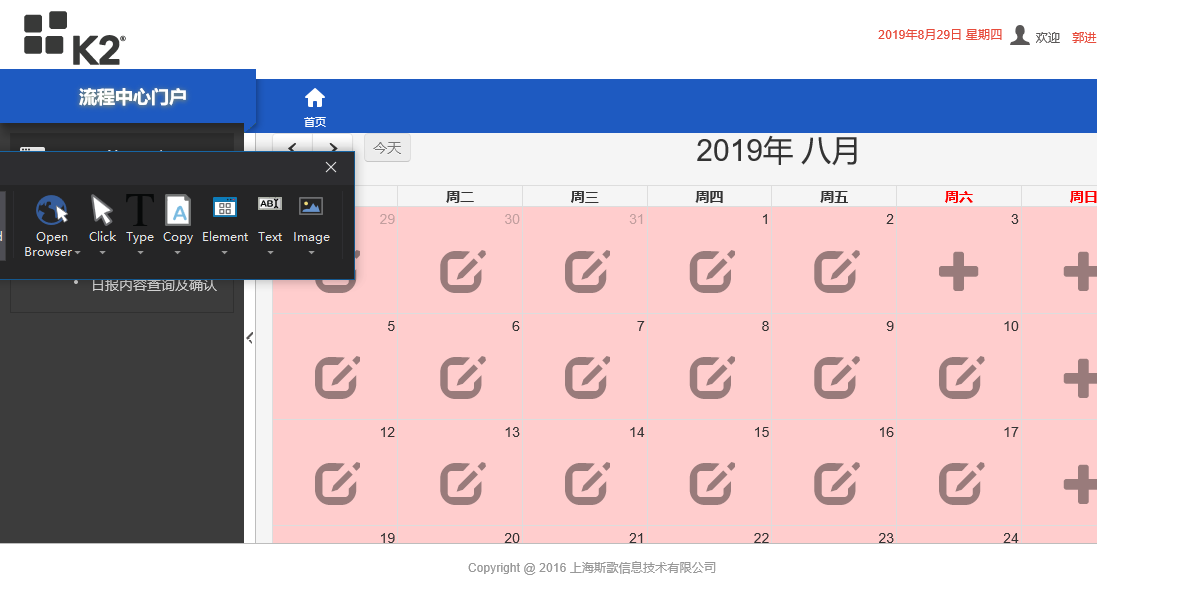 K2
2019年8月29日 星期四 欢迎 郭进
流程中心门户
首页
今天
2019年 八月
周二 周三 周四 周五 周六 周日
29 30 31 1 2 3
Open Browser Click Type Copy Element Text Image
日报内容查询及确认
5 6 7 8 9 10
12 13 14 15 16 17
19 20 21 22 23 24
Copyright @ 2016 上海斯歌信息技术有限公司